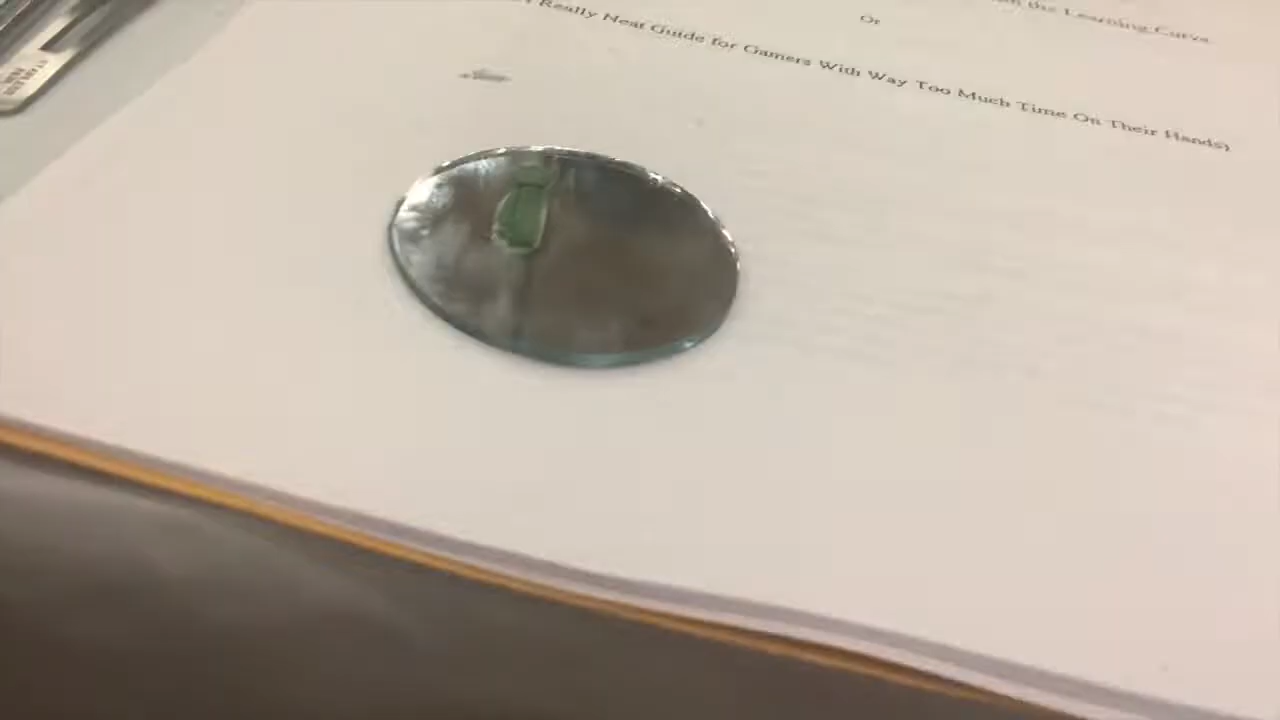 the Learning Curve
Or
Really Neat Guide for Gamers With Way Too Much Time On Their Hands)